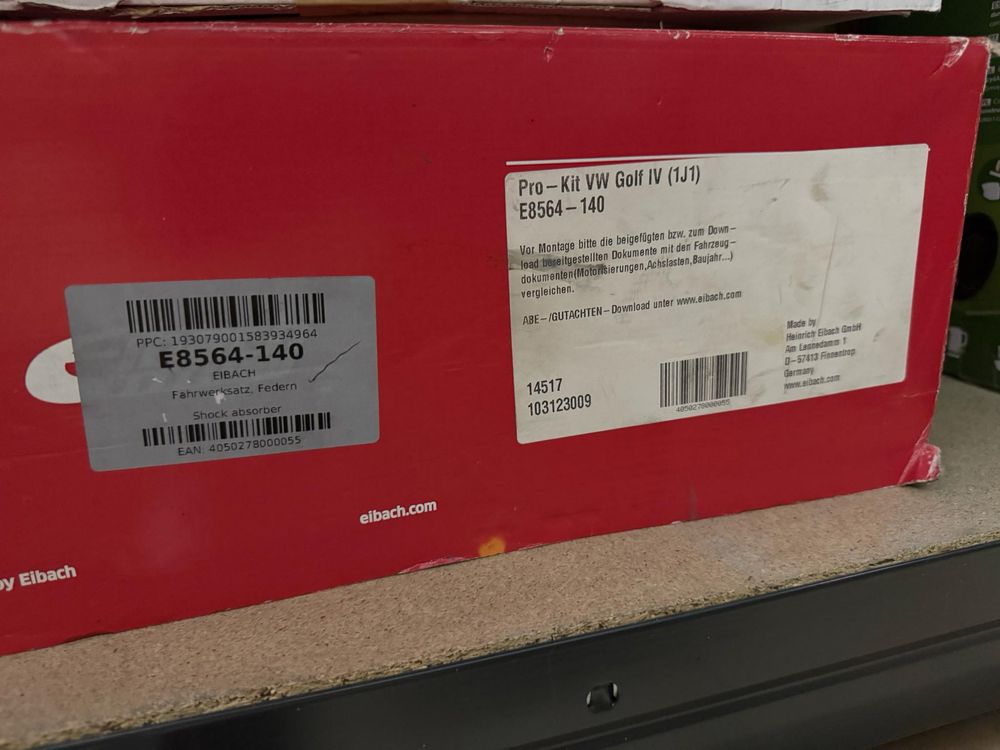 PPC: 193079001583934964
E8564-140
EIBACH
Fahrwerksatz, Federn
Shock absorber
EAN: 4050278000055
Pro-Kit VW Golf IV (1J1)
E8564-140
Vor Montage bitte die beigefügten bzw. zum Down-
load bereitgestellten Dokumente mit den Fahrzeug-
dokumenten(Motorisierungen,Achslasten,Baujahr...)
vergleichen.
ABE-/GUTACHTEN-Download unter www.eibach.com
14517
103123009
4050278000055
Made by
Heinrich Eibach GmbH
Am Lennedamm 1
D-57413 Finnentrop
Germany
www.eibach.com
eibach.com
by Eibach